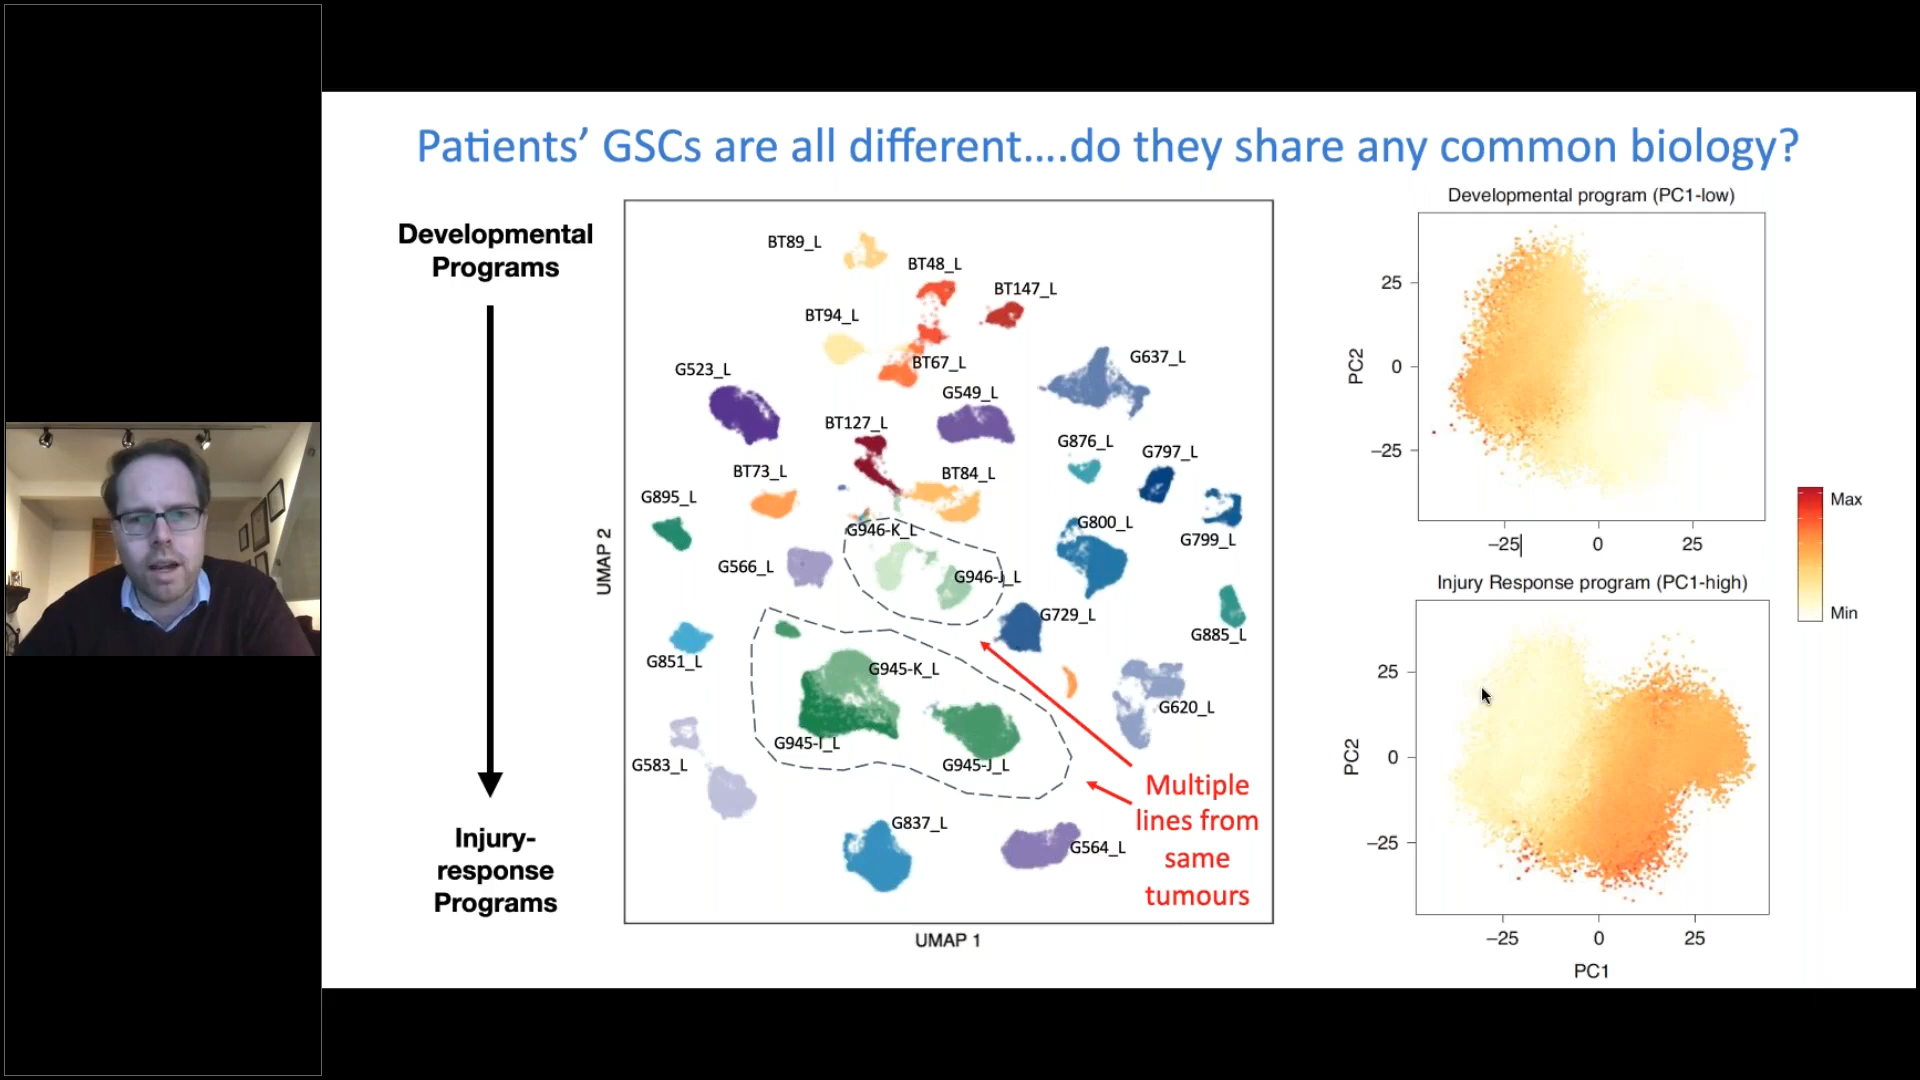 Patients’ GSCs are all different....do they share any common biology?
Developmental
Programs
Injury-
response
Programs
UMAP 2
BT89_L
BT48_L
BT147_L
BT94_L
BT67_L
G637_L
G523_L
G549_L
BT127_L
G876_L
G797_L
BT73_L
BT84_L
G895_L
G946-K_L
G800_L
G799_L
G566_L
G946-J_L
G729_L
G885_L
G851_L
G945-K_L
G620_L
G945-I_L
G583_L
G945-J_L
G837_L
G564_L
Multiple
lines from
same
tumours
UMAP 1
Developmental program (PC1-low)
PC2
25
0
−25
−25
0
25
Max
Min
Injury Response program (PC1-high)
PC2
25
0
−25
−25
0
25
PC1